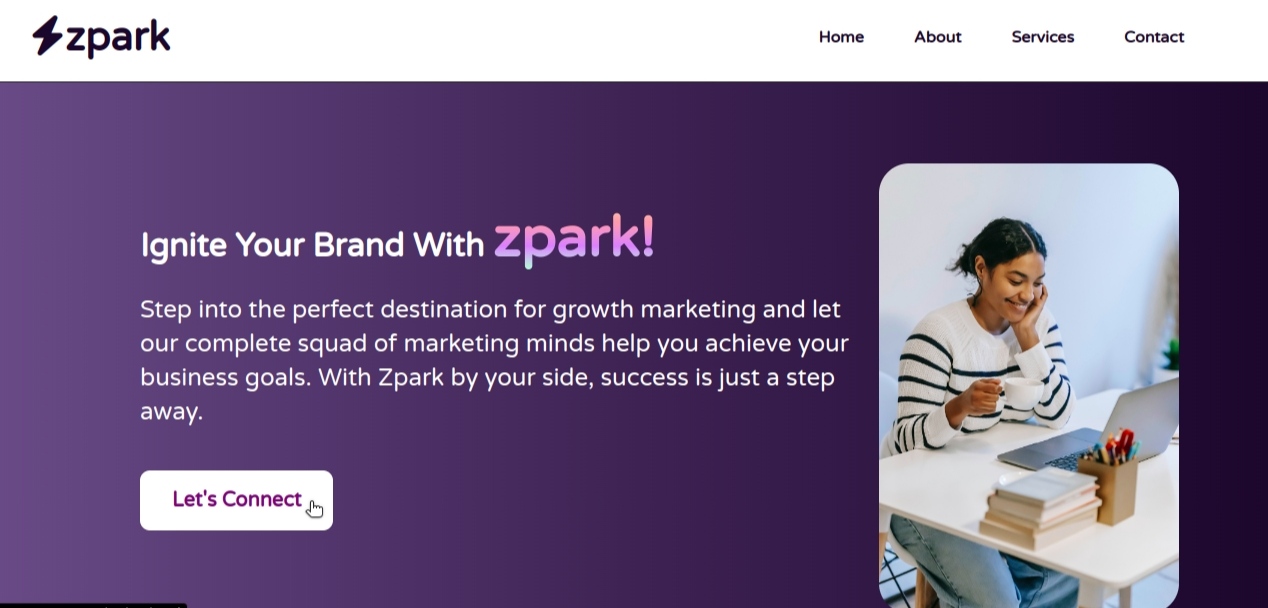 zpark
Home About Services Contact
Ignite Your Brand With zpark!
Step into the perfect destination for growth marketing and let
our complete squad of marketing minds help you achieve your
business goals. With Zpark by your side, success is just a step
away.
Let's Connect